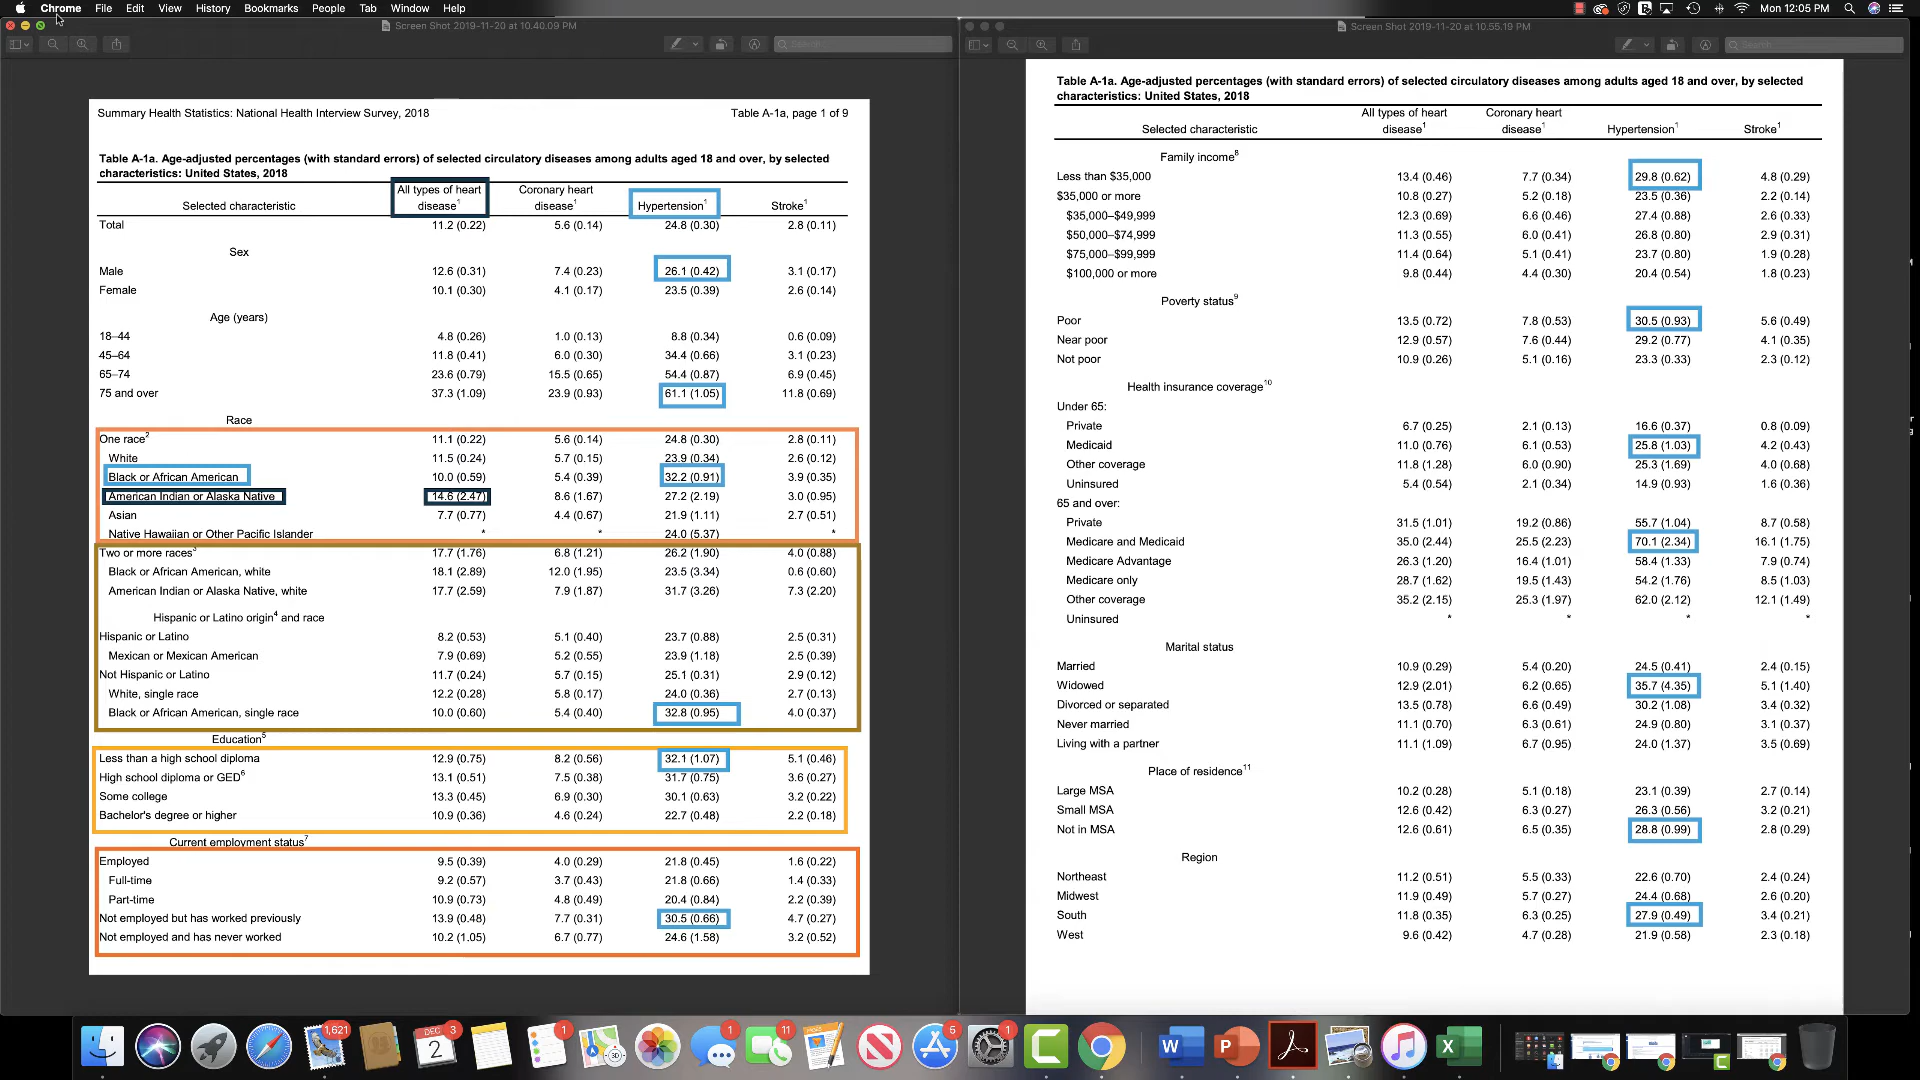 Chrome File Edit View History Bookmarks People Tab Window Help Mon 12:05 PM
Screen Shot 2019-11-20 at 10.40.09 PM
Summary Health Statistics: National Health Interview Survey, 2018 Table A-1a, page 1 of 9
Table A-1a. Age-adjusted percentages (with standard errors) of selected circulatory diseases among adults aged 18 and over, by selected
characteristics: United States, 2018
All types of heart Coronary heart
Selected characteristic disease1 disease1 Hypertension1 Stroke1
Total 11.2 (0.22) 5.6 (0.14) 24.8 (0.30) 2.8 (0.11)
Sex
Male 12.6 (0.31) 7.4 (0.23) 26.1 (0.42) 3.1 (0.17)
Female 10.1 (0.30) 4.1 (0.17) 23.5 (0.39) 2.6 (0.14)
Age (years)
18–44 4.8 (0.26) 1.0 (0.13) 8.8 (0.34) 0.6 (0.09)
45–64 11.8 (0.41) 6.0 (0.30) 34.4 (0.66) 3.1 (0.23)
65–74 23.6 (0.79) 15.5 (0.65) 54.4 (0.87) 6.9 (0.45)
75 and over 37.3 (1.09) 23.9 (0.93) 61.1 (1.05) 11.8 (0.69)
Race
One race2 11.1 (0.22) 5.6 (0.14) 24.8 (0.30) 2.8 (0.11)
White 11.5 (0.24) 5.7 (0.15) 23.9 (0.34) 2.6 (0.12)
Black or African American 10.0 (0.59) 5.4 (0.39) 32.2 (0.91) 3.9 (0.35)
American Indian or Alaska Native 14.6 (2.47) 8.6 (1.67) 27.2 (2.19) 3.0 (0.95)
Asian 7.7 (0.77) 4.4 (0.67) 21.9 (1.11) 2.7 (0.51)
Native Hawaiian or Other Pacific Islander * * 24.0 (5.37) *
Two or more races3 17.7 (1.76) 6.8 (1.21) 26.2 (1.90) 4.0 (0.88)
Black or African American, white 18.1 (2.89) 12.0 (1.95) 23.5 (3.34) 0.6 (0.60)
American Indian or Alaska Native, white 17.7 (2.59) 7.9 (1.87) 31.7 (3.26) 7.3 (2.20)
Hispanic or Latino origin4 and race
Hispanic or Latino 8.2 (0.53) 5.1 (0.40) 23.7 (0.88) 2.5 (0.31)
Mexican or Mexican American 7.9 (0.69) 5.2 (0.55) 23.9 (1.18) 2.5 (0.39)
Not Hispanic or Latino 11.7 (0.24) 5.7 (0.15) 25.1 (0.31) 2.9 (0.12)
White, single race 12.2 (0.28) 5.8 (0.17) 24.0 (0.36) 2.7 (0.13)
Black or African American, single race 10.0 (0.60) 5.4 (0.40) 32.8 (0.95) 4.0 (0.37)
Education5
Less than a high school diploma 12.9 (0.75) 8.2 (0.56) 32.1 (1.07) 5.1 (0.46)
High school diploma or GED6 13.1 (0.51) 7.5 (0.38) 31.7 (0.75) 3.6 (0.27)
Some college 13.3 (0.45) 6.9 (0.30) 30.1 (0.63) 3.2 (0.22)
Bachelor's degree or higher 10.9 (0.36) 4.6 (0.24) 22.7 (0.48) 2.2 (0.18)
Current employment status7
Employed 9.5 (0.39) 4.0 (0.29) 21.8 (0.45) 1.6 (0.22)
Full-time 9.2 (0.57) 3.7 (0.43) 21.8 (0.66) 1.4 (0.33)
Part-time 10.9 (0.73) 4.8 (0.49) 20.4 (0.84) 2.2 (0.39)
Not employed but has worked previously 13.9 (0.48) 7.7 (0.31) 30.5 (0.66) 4.7 (0.27)
Not employed and has never worked 10.2 (1.05) 6.7 (0.77) 24.6 (1.58) 3.2 (0.52)
Screen Shot 2019-11-20 at 10.55.19 PM
Table A-1a. Age-adjusted percentages (with standard errors) of selected circulatory diseases among adults aged 18 and over, by selected
characteristics: United States, 2018
All types of heart Coronary heart
Selected characteristic disease1 disease1 Hypertension1 Stroke1
Family income8
Less than $35,000 13.4 (0.46) 7.7 (0.34) 29.8 (0.62) 4.8 (0.29)
$35,000 or more 10.8 (0.27) 5.2 (0.18) 23.5 (0.36) 2.2 (0.14)
$35,000–$49,999 12.3 (0.69) 6.6 (0.46) 27.4 (0.88) 2.6 (0.33)
$50,000–$74,999 11.3 (0.55) 6.0 (0.41) 26.8 (0.80) 2.9 (0.31)
$75,000–$99,999 11.4 (0.64) 5.1 (0.41) 23.7 (0.80) 1.9 (0.28)
$100,000 or more 9.8 (0.44) 4.4 (0.30) 20.4 (0.54) 1.8 (0.23)
Poverty status9
Poor 13.5 (0.72) 7.8 (0.53) 30.5 (0.93) 5.6 (0.49)
Near poor 12.9 (0.57) 7.6 (0.44) 29.2 (0.77) 4.1 (0.35)
Not poor 10.9 (0.26) 5.1 (0.16) 23.3 (0.33) 2.3 (0.12)
Health insurance coverage10
Under 65:
Private 6.7 (0.25) 2.1 (0.13) 16.6 (0.37) 0.8 (0.09)
Medicaid 11.0 (0.76) 6.1 (0.53) 25.8 (1.03) 4.2 (0.43)
Other coverage 11.8 (1.28) 6.0 (0.90) 25.3 (1.69) 4.0 (0.68)
Uninsured 5.4 (0.54) 2.1 (0.34) 14.9 (0.93) 1.6 (0.36)
65 and over:
Private 31.5 (1.01) 19.2 (0.86) 55.7 (1.04) 8.7 (0.58)
Medicare and Medicaid 35.0 (2.44) 25.5 (2.23) 70.1 (2.34) 16.1 (1.75)
Medicare Advantage 26.3 (1.20) 16.4 (1.01) 58.4 (1.33) 7.9 (0.74)
Medicare only 28.7 (1.62) 19.5 (1.43) 54.2 (1.76) 8.5 (1.03)
Other coverage 35.2 (2.15) 25.3 (1.97) 62.0 (2.12) 12.1 (1.49)
Uninsured * * * *
Marital status
Married 10.9 (0.29) 5.4 (0.20) 24.5 (0.41) 2.4 (0.15)
Widowed 12.9 (2.01) 6.2 (0.65) 35.7 (4.35) 5.1 (1.40)
Divorced or separated 13.5 (0.78) 6.6 (0.49) 30.2 (1.08) 3.4 (0.32)
Never married 11.1 (0.70) 6.3 (0.61) 24.9 (0.80) 3.1 (0.37)
Living with a partner 11.1 (1.09) 6.7 (0.95) 24.0 (1.37) 3.5 (0.69)
Place of residence11
Large MSA 10.2 (0.28) 5.1 (0.18) 23.1 (0.39) 2.7 (0.14)
Small MSA 12.6 (0.42) 6.3 (0.27) 26.3 (0.56) 3.2 (0.21)
Not in MSA 12.6 (0.61) 6.5 (0.35) 28.8 (0.99) 2.8 (0.29)
Region
Northeast 11.2 (0.51) 5.5 (0.33) 22.6 (0.70) 2.4 (0.24)
Midwest 11.9 (0.49) 5.7 (0.27) 24.4 (0.68) 2.6 (0.20)
South 11.8 (0.35) 6.3 (0.25) 27.9 (0.49) 3.4 (0.21)
West 9.6 (0.42) 4.7 (0.28) 21.9 (0.58) 2.3 (0.18)
1,621 DEC 3 2 1 3D 1 11 5 1 W P X